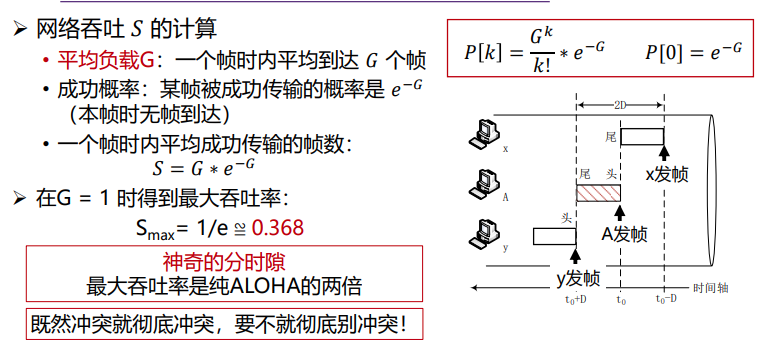 ➢ 网络吞吐 S 的计算
• 平均负载G：一个帧时内平均到达 G 个帧
• 成功概率：某帧被成功传输的概率是 e^{-G}
（本帧时无帧到达）
• 一个帧时内平均成功传输的帧数：
S = G * e^{-G}
➢ 在G = 1 时得到最大吞吐率：
S_{max}= 1/e ≅ 0.368
神奇的分时隙
最大吞吐率是纯ALOHA的两倍
既然冲突就彻底冲突，要不就彻底别冲突！
P[k] = \frac{G^k}{k!} * e^{-G} P[0] = e^{-G}
2D
x
尾
x发帧
A
尾 头
A发帧
y
头
y发帧
t_0+D t_0 t_0-D 时间轴